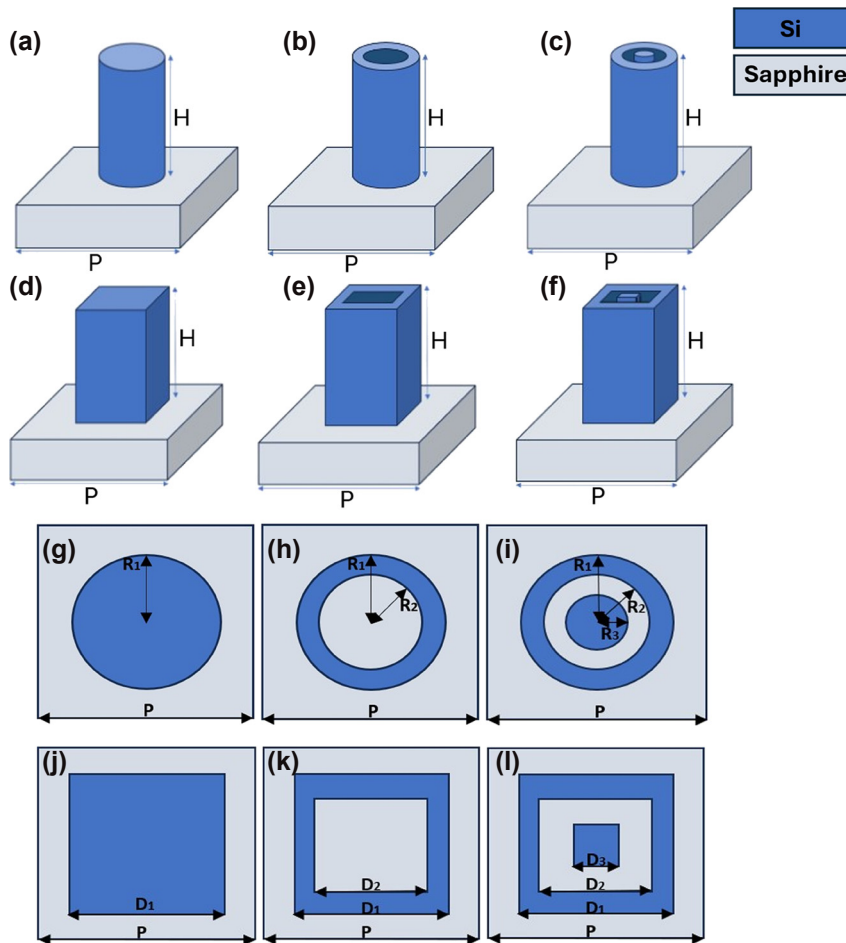 Si
Sapphire
(a)
(b)
(c)
H
H
H
P
P
P
(d)
(e)
(f)
H
H
H
P
P
P
(g)
(h)
(i)
R1
R1
R2
R1
R2
R3
P
P
P
(j)
(k)
(l)
D3
D2
D2
D1
D1
D1
P
P
P